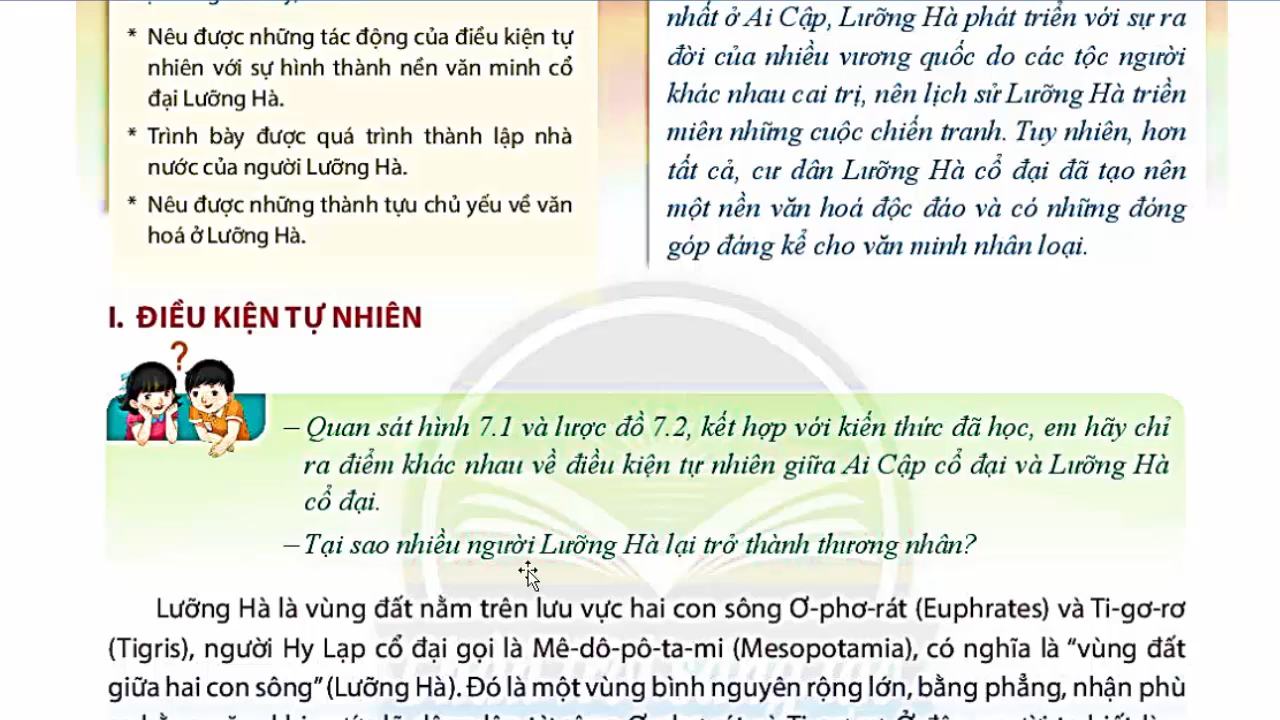 * Nêu được những tác động của điều kiện tự
nhiên với sự hình thành nền văn minh cổ
đại Lưỡng Hà.
* Trình bày được quá trình thành lập nhà
nước của người Lưỡng Hà.
* Nêu được những thành tựu chủ yếu về văn
hoá ở Lưỡng Hà.
nhất ở Ai Cập, Lưỡng Hà phát triển với sự ra
đời của nhiều vương quốc do các tộc người
khác nhau cai trị, nên lịch sử Lưỡng Hà triền
miên những cuộc chiến tranh. Tuy nhiên, hơn
tất cả, cư dân Lưỡng Hà cổ đại đã tạo nên
một nền văn hoá độc đáo và có những đóng
góp đáng kể cho văn minh nhân loại.
I. ĐIỀU KIỆN TỰ NHIÊN
?
– Quan sát hình 7.1 và lược đồ 7.2, kết hợp với kiến thức đã học, em hãy chỉ
ra điểm khác nhau về điều kiện tự nhiên giữa Ai Cập cổ đại và Lưỡng Hà
cổ đại.
– Tại sao nhiều người Lưỡng Hà lại trở thành thương nhân?
Lưỡng Hà là vùng đất nằm trên lưu vực hai con sông Ơ-phơ-rát (Euphrates) và Ti-gơ-rơ
(Tigris), người Hy Lạp cổ đại gọi là Mê-dô-pô-ta-mi (Mesopotamia), có nghĩa là “vùng đất
giữa hai con sông” (Lưỡng Hà). Đó là một vùng bình nguyên rộng lớn, bằng phẳng, nhận phù